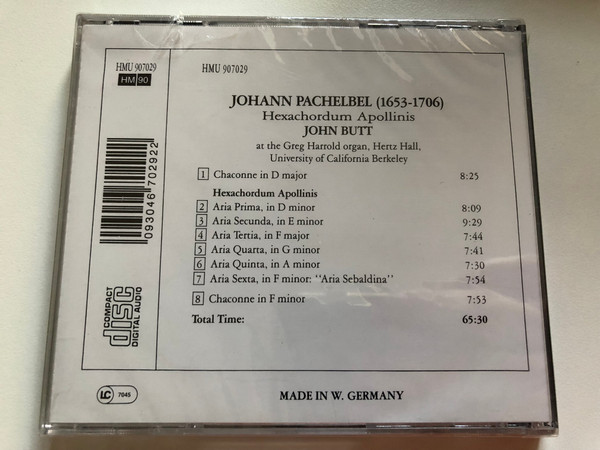 HMU 907029
HM 90
0 93046 70292 2
COMPACT
disc
DIGITAL AUDIO
LC 7045
HMU 907029
JOHANN PACHELBEL (1653-1706)
Hexachordum Apollinis
JOHN BUTT
at the Greg Harrold organ, Hertz Hall,
University of California Berkeley
1 Chaconne in D major 8:25
Hexachordum Apollinis
2 Aria Prima, in D minor 8:09
3 Aria Secunda, in E minor 9:29
4 Aria Tertia, in F major 7:44
5 Aria Quarta, in G minor 7:41
6 Aria Quinta, in A minor 7:30
7 Aria Sexta, in F minor: "Aria Sebaldina" 7:54
8 Chaconne in F minor 7:53
Total Time: 65:30
MADE IN W. GERMANY